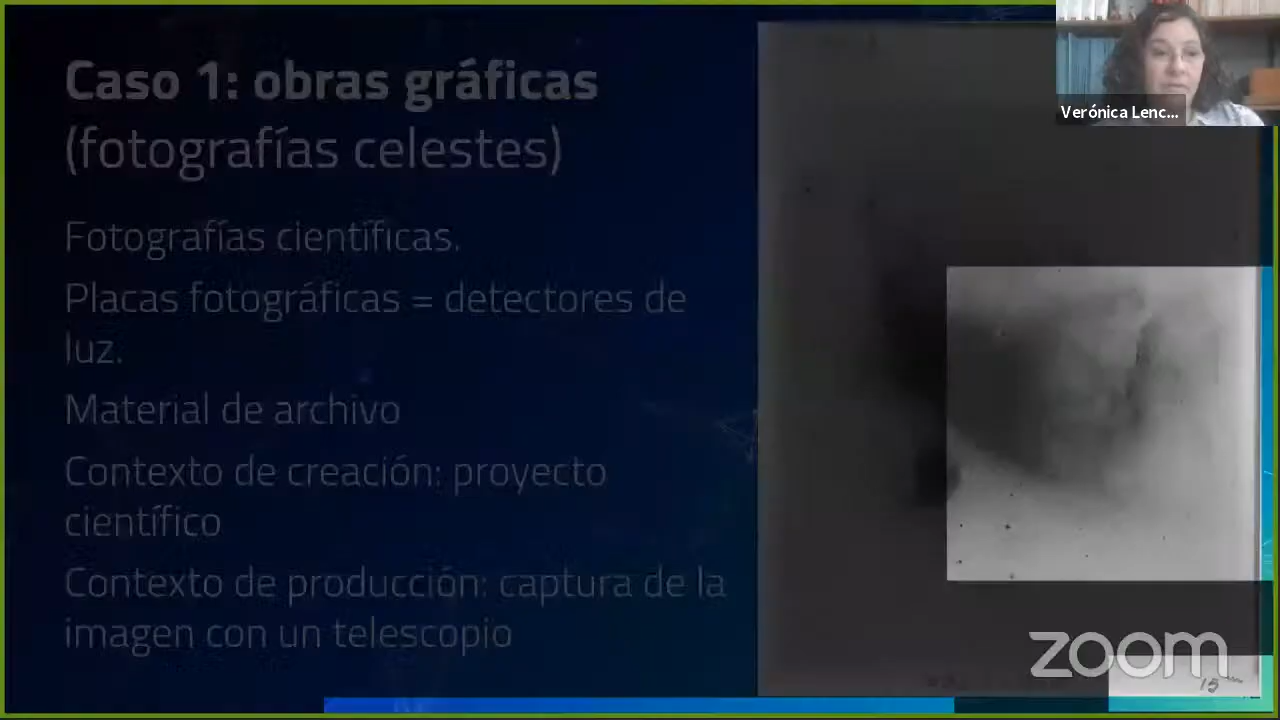 Caso 1: obras gráficas
(fotografías celestes)
Fotografías científicas.
Placas fotográficas = detectores de
luz.
Material de archivo
Contexto de creación: proyecto
científico
Contexto de producción: captura de la
imagen con un telescopio
Verónica Lenc...
zoom
15